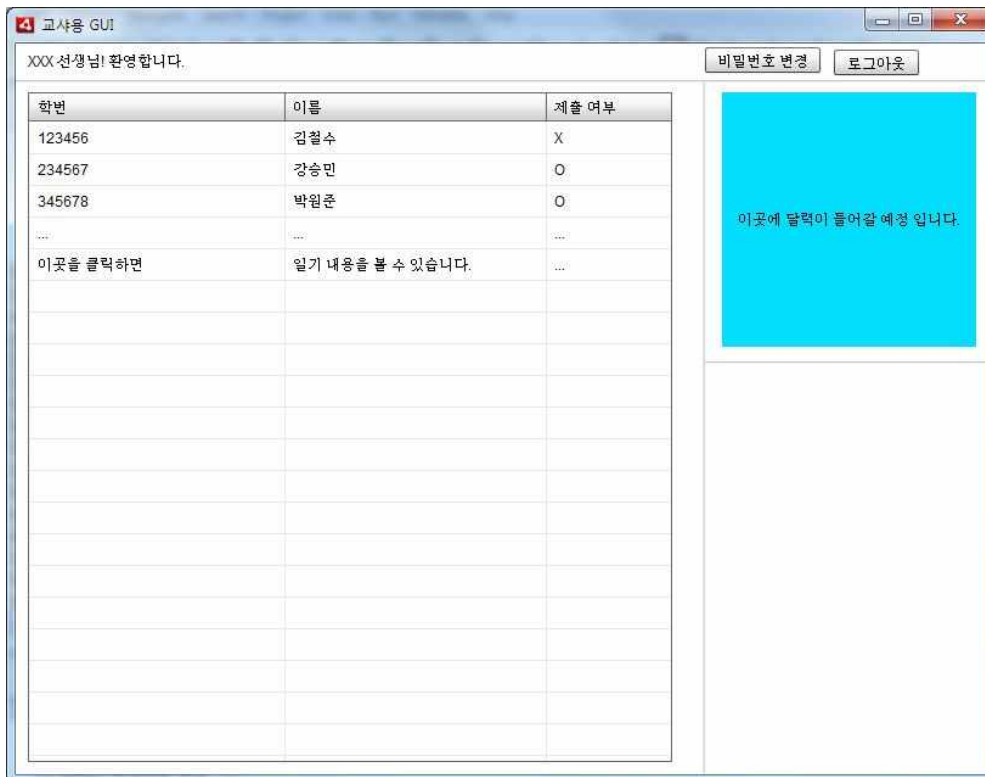 교사용 GUI
XXX 선생님! 환영합니다.
비밀번호 변경
로그아웃
학번 이름 제출 여부
123456 김철수 X
234567 강승민 O
345678 박원준 O
... ... ...
이곳을 클릭하면 일기 내용을 볼 수 있습니다. ...
이곳에 달력이 들어갈 예정 입니다.